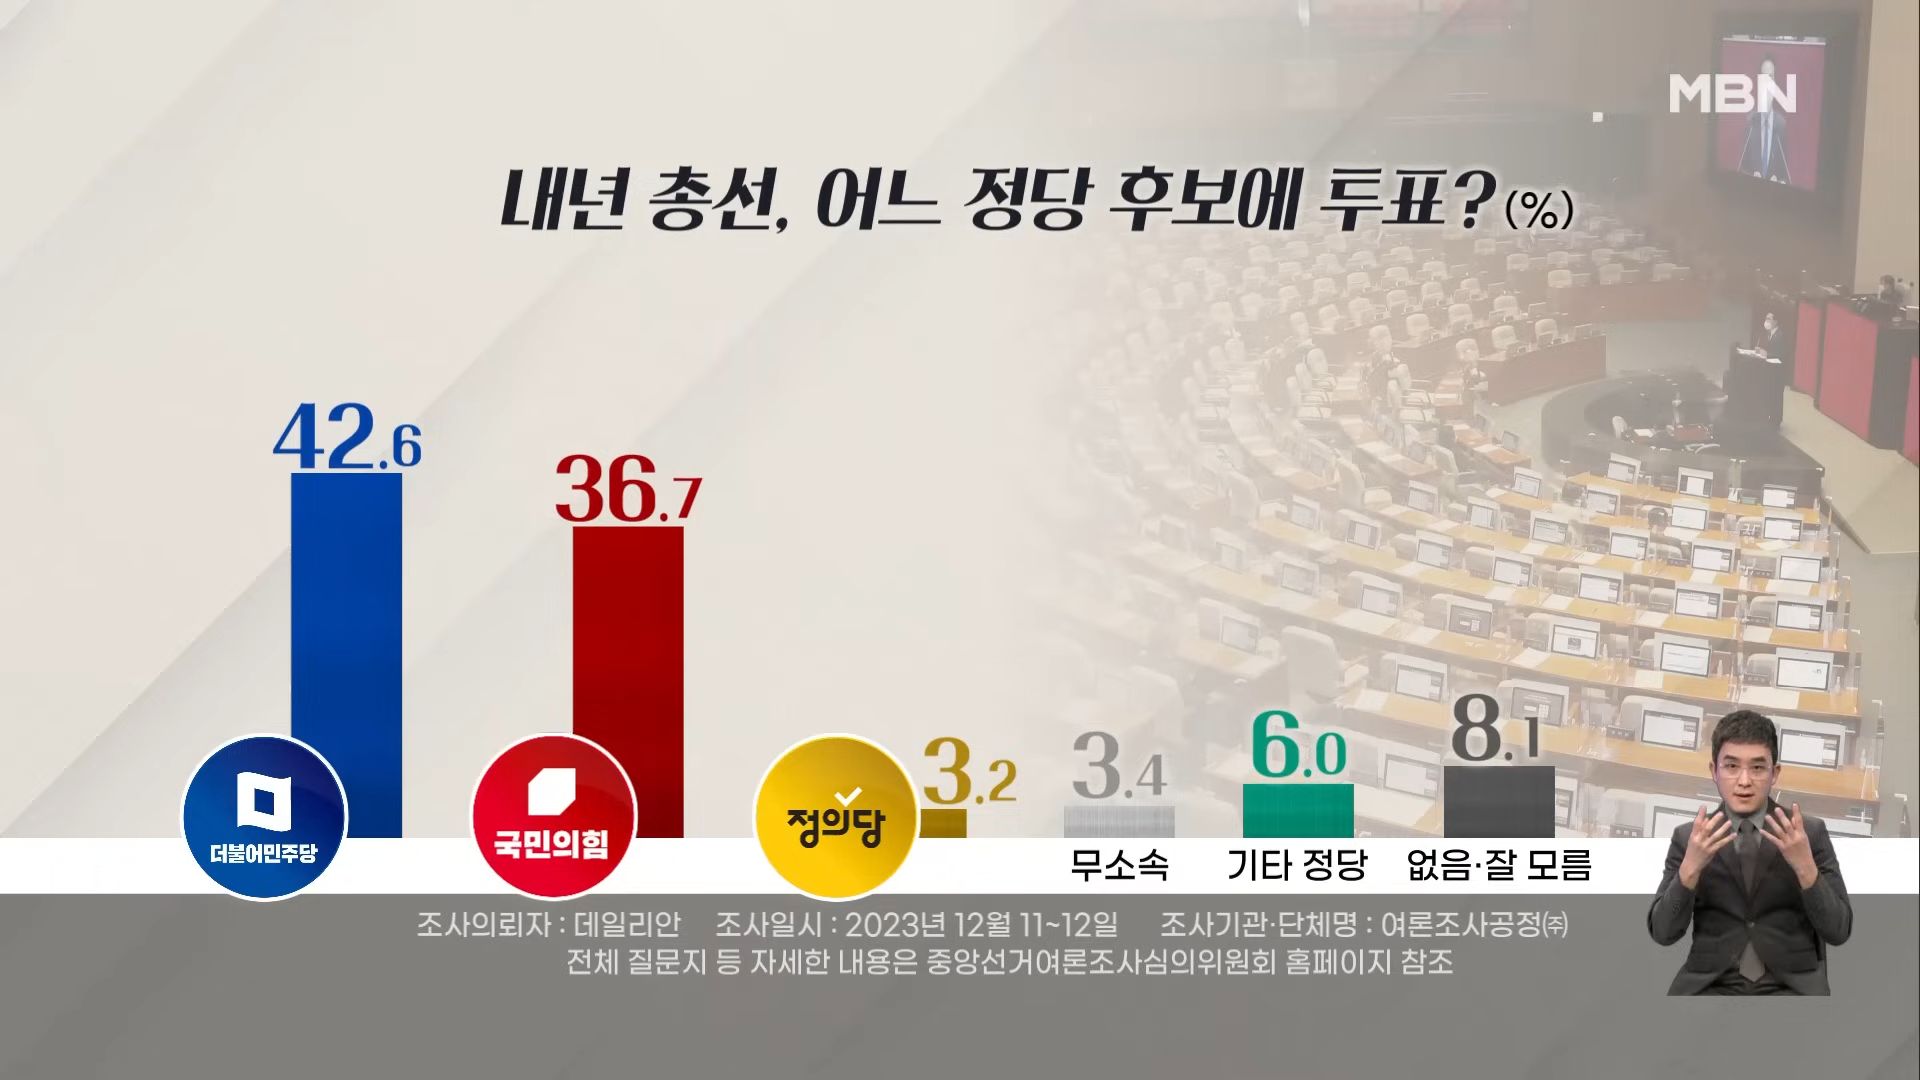 MBN
내년 총선, 어느 정당 후보에 투표?(%)
42.6
36.7
3.2
3.4
6.0
8.1
더불어민주당
국민의힘
정의당
무소속
기타 정당
없음·잘 모름
조사의뢰자 : 데일리안 조사일시 : 2023년 12월 11~12일 조사기관·단체명 : 여론조사공정㈜
전체 질문지 등 자세한 내용은 중앙선거여론조사심의위원회 홈페이지 참조